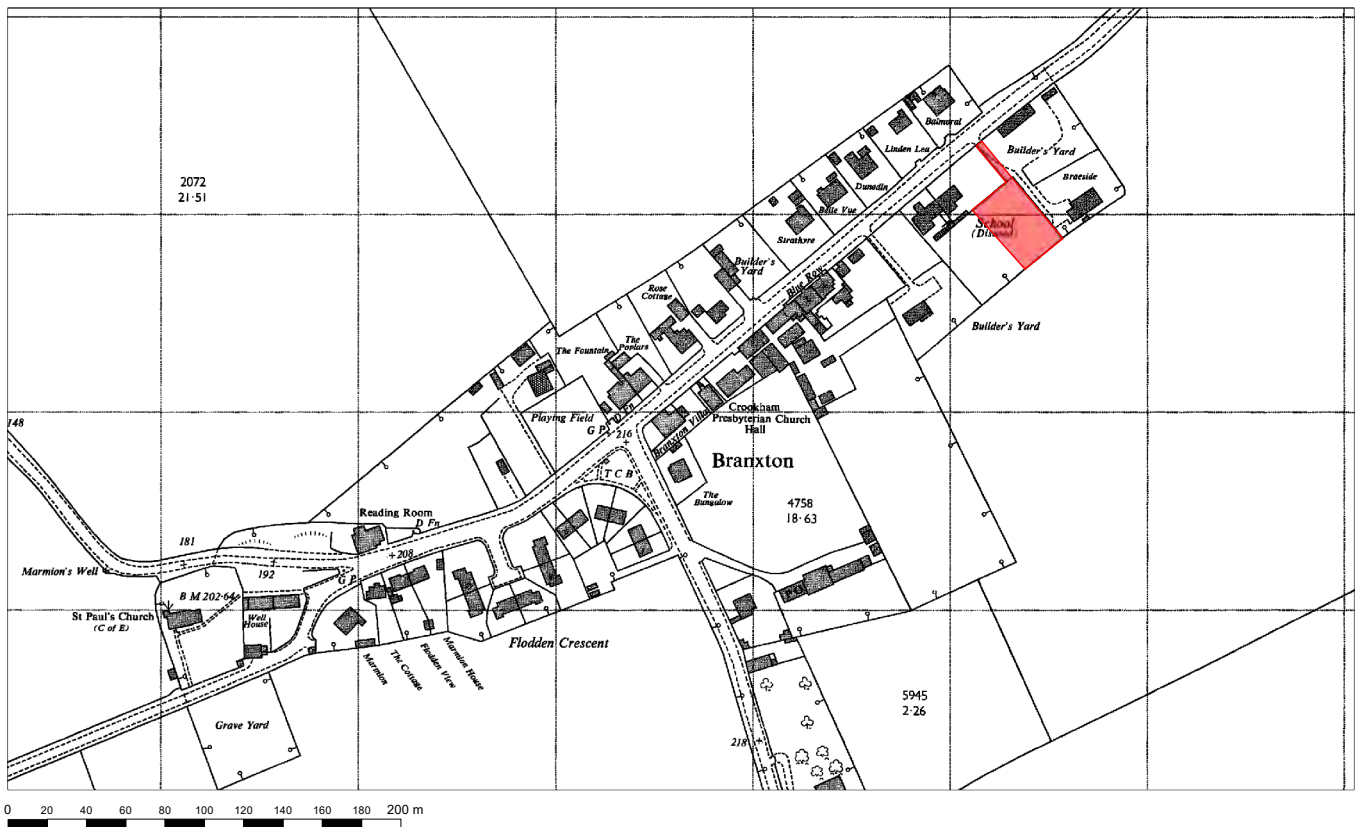 2072
21·51
Balmoral
Linden Lea
Builder's Yard
Braeside
Dunedin
Belle Vue
Strathyre
School
(Disused)
Builder's
Yard
Blue Row
Rose
Cottage
Builder's Yard
The Fountain
The
Poplars
Playing Field
D Fn
G P
Crookham
Presbyterian Church
Hall
Branxton Villa
148
216
Branxton
T C B
The
Bungalow
4758
18·63
Reading Room
D Fn
181
208
Marmion's Well
192
G P
B M 202·64
P O
St Paul's Church
(C of E)
Well
House
Flodden Crescent
Marmion
The Cottage
Flodden View
Marmion House
5945
2·26
Grave Yard
218
0 20 40 60 80 100 120 140 160 180 200 m